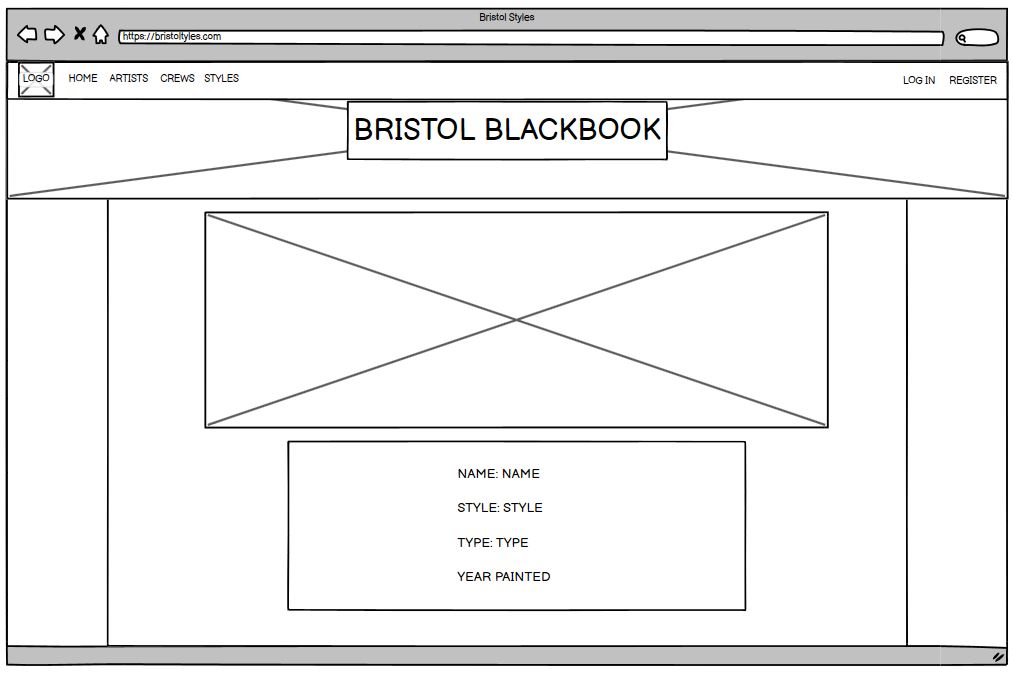 Bristol Styles
https://bristoltyles.com
LOGO HOME ARTISTS CREWS STYLES LOG IN REGISTER
BRISTOL BLACKBOOK
NAME: NAME
STYLE: STYLE
TYPE: TYPE
YEAR PAINTED